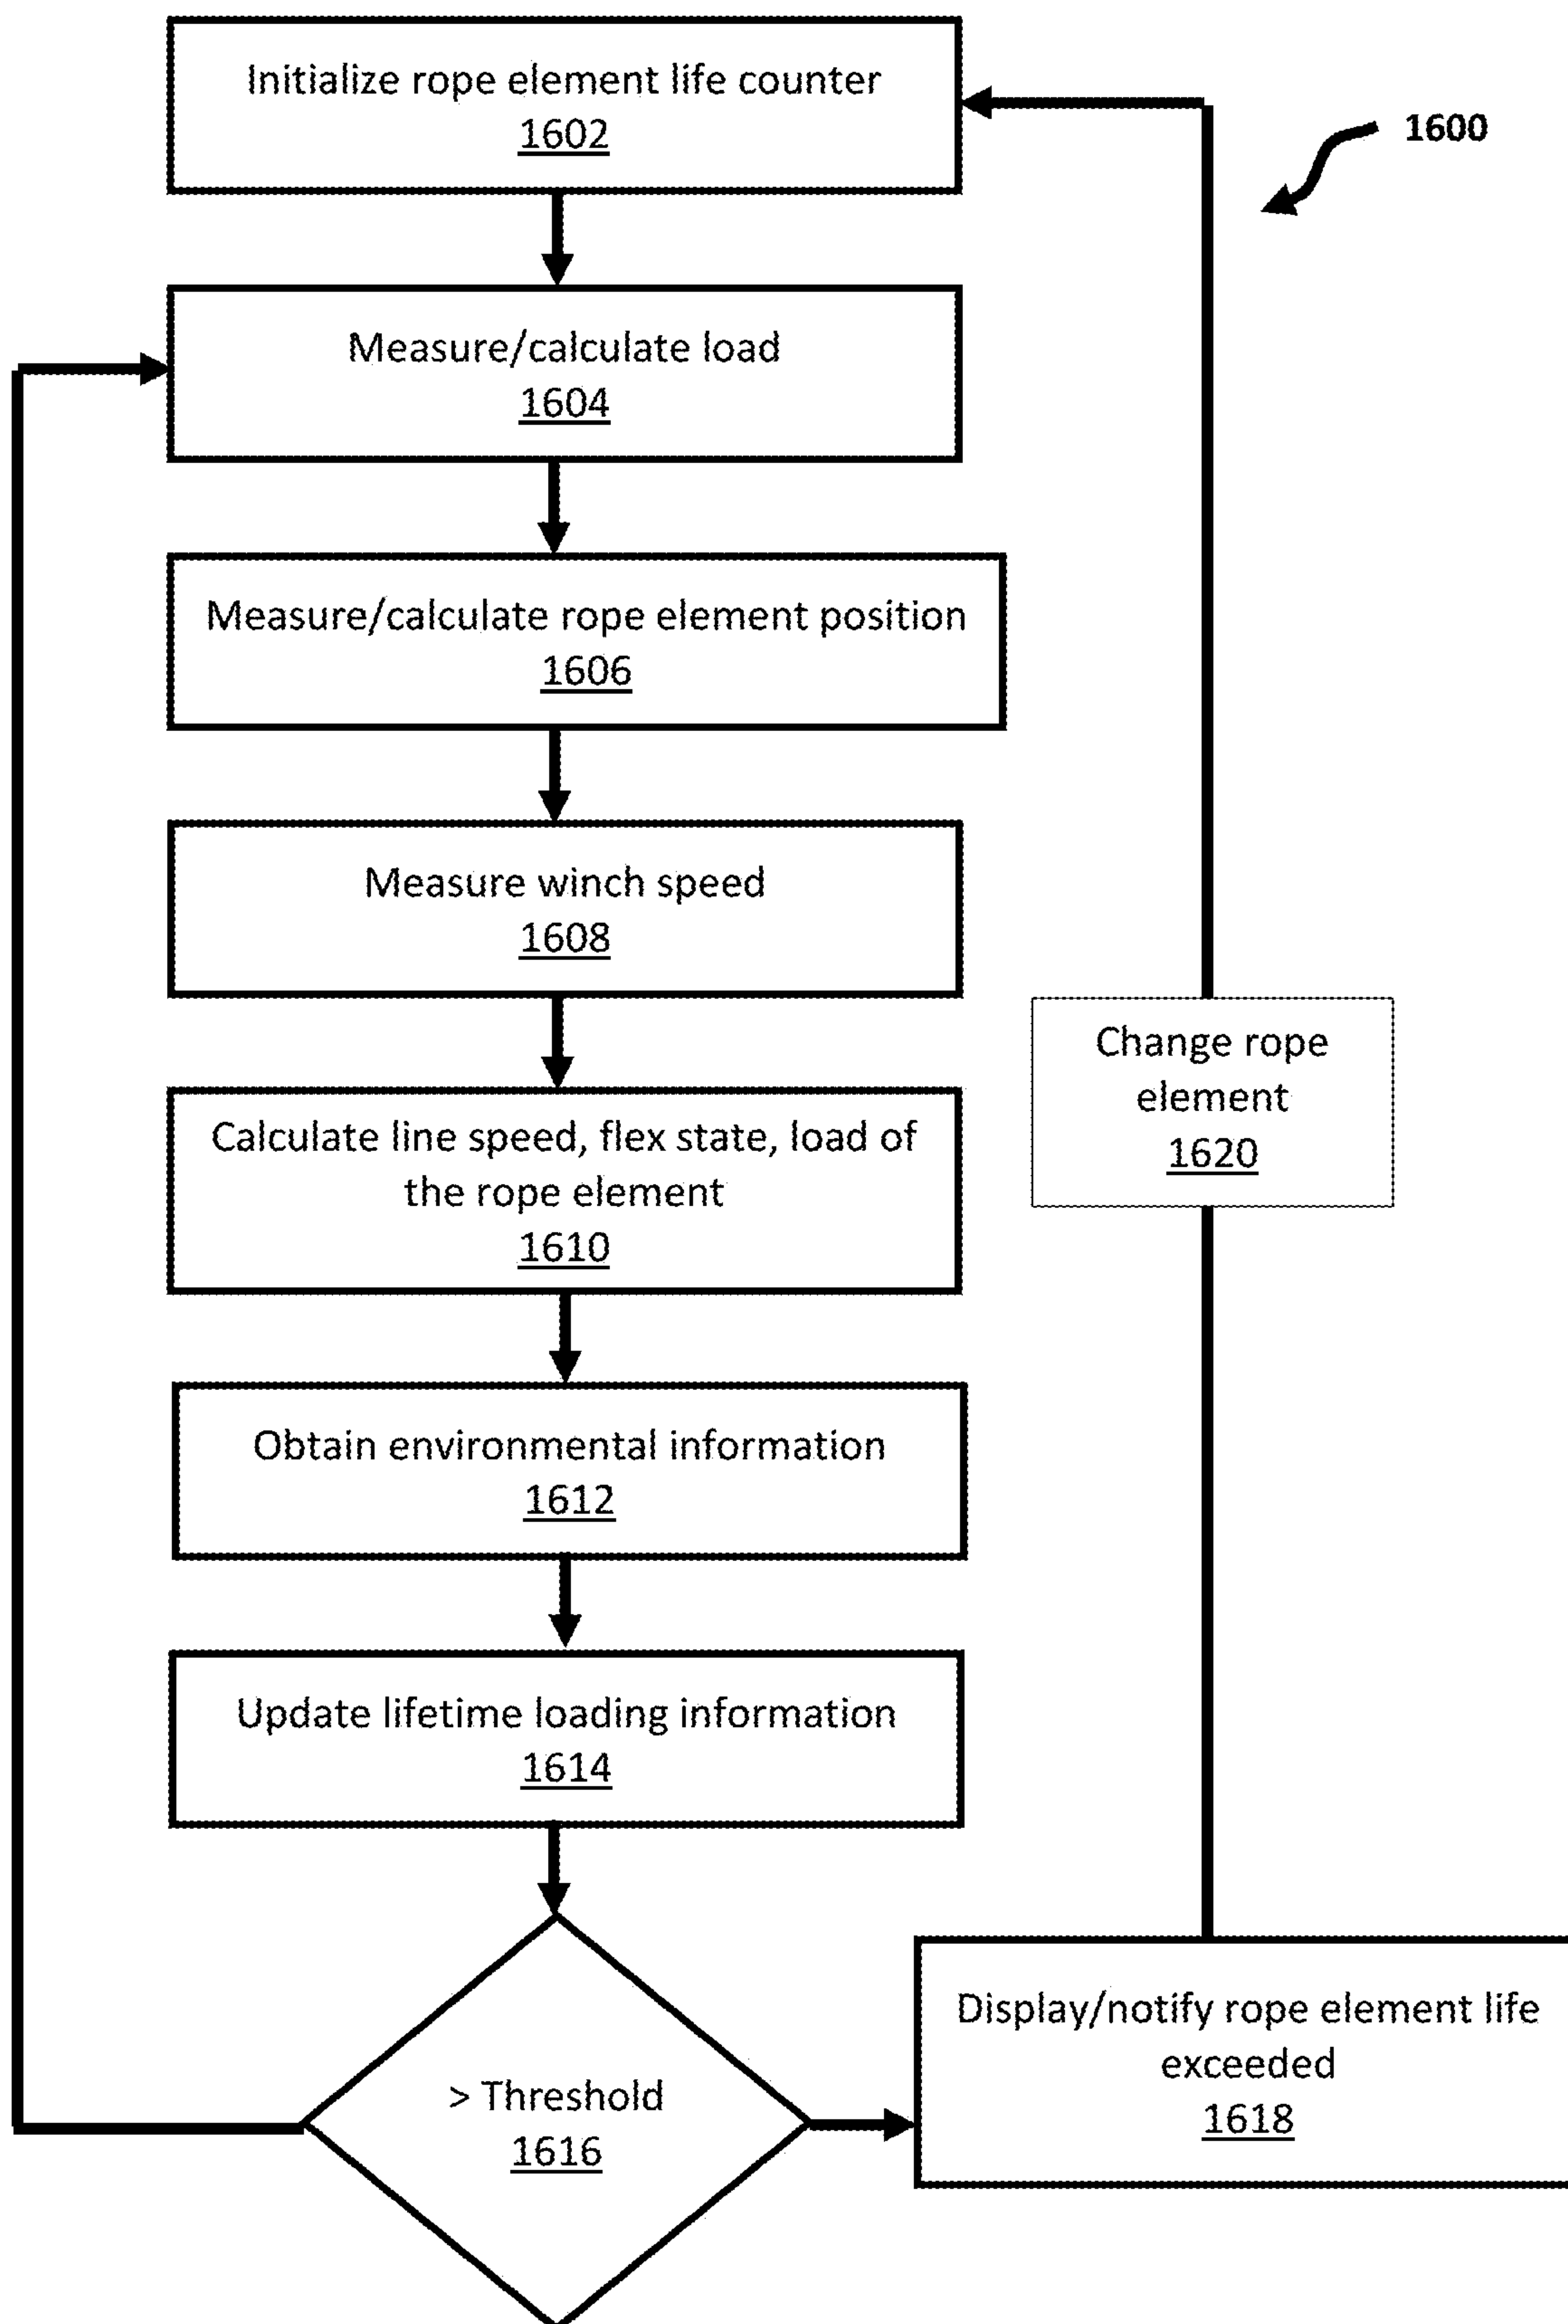 Initialize rope element life counter
1602
1600
Measure/calculate load
1604
Measure/calculate rope element position
1606
Measure winch speed
1608
Change rope
element
1620
Calculate line speed, flex state, load of
the rope element
1610
Obtain environmental information
1612
Update lifetime loading information
1614
> Threshold
1616
Display/notify rope element life
exceeded
1618